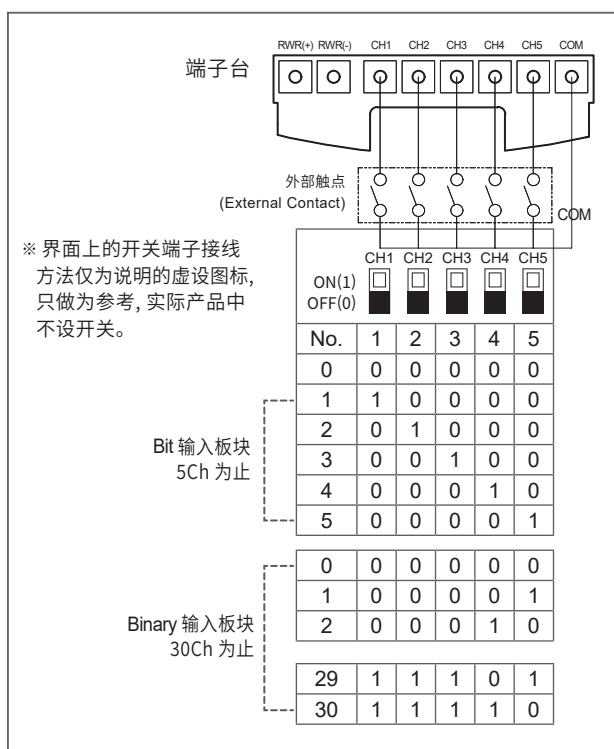 RWR(+) RWR(-) CH1 CH2 CH3 CH4 CH5 COM
端子台
外部触点
(External Contact)
COM
※ 界面上的开关端子接线
方法仅为说明的虚设图标,
只做为参考, 实际产品中
不设开关。
CH1 CH2 CH3 CH4 CH5
ON(1)
OFF(0)
No. 1 2 3 4 5
0 0 0 0 0 0
1 1 0 0 0 0
2 0 1 0 0 0
3 0 0 1 0 0
4 0 0 0 1 0
5 0 0 0 0 1
Bit 输入板块
5Ch 为止
0 0 0 0 0 0
1 0 0 0 0 1
2 0 0 0 1 0
Binary 输入板块
30Ch 为止
29 1 1 1 0 1
30 1 1 1 1 0